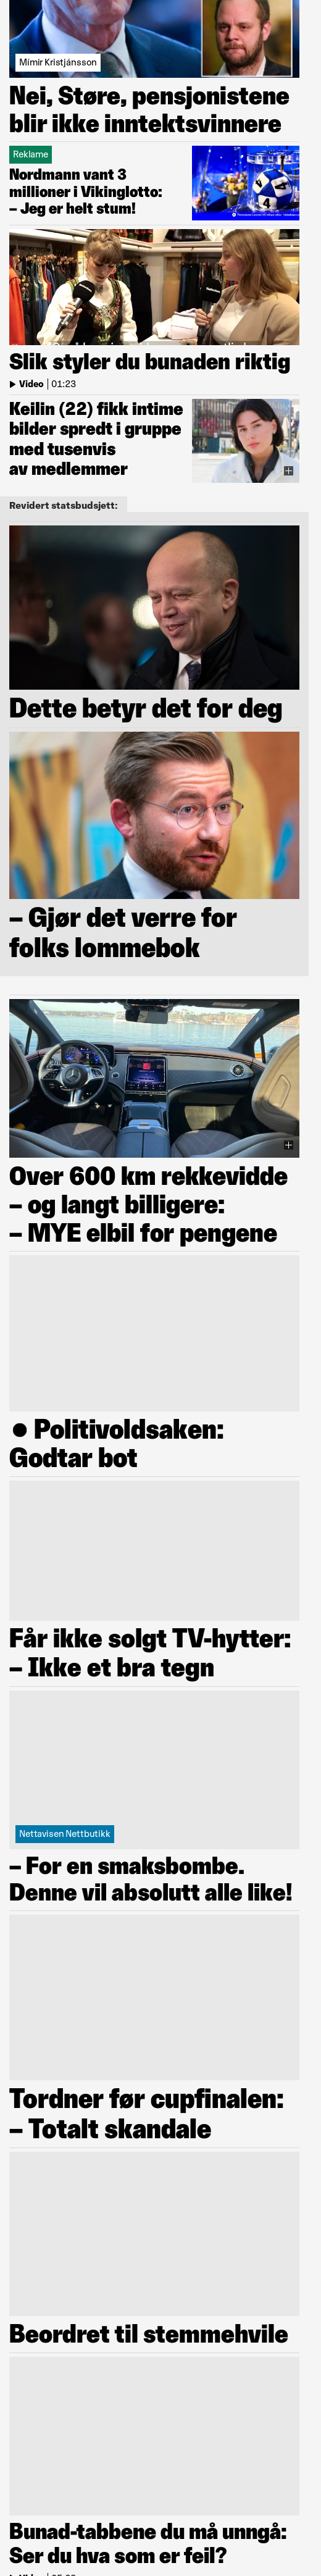 Mímir Kristjánsson
Nei, Støre, pensjonistene
blir ikke inntektsvinnere
Reklame
Nordmann vant 3
millioner i Vikinglotto:
– Jeg er helt stum!
Slik styler du bunaden riktig
Video | 01:23
Keilin (22) fikk intime
bilder spredt i gruppe
med tusenvis
av medlemmer
Revidert statsbudsjett:
Dette betyr det for deg
– Gjør det verre for
folks lommebok
Over 600 km rekkevidde
– og langt billigere:
– MYE elbil for pengene
● Politivoldsaken:
Godtar bot
Får ikke solgt TV-hytter:
– Ikke et bra tegn
Nettavisen Nettbutikk
– For en smaksbombe.
Denne vil absolutt alle like!
Tordner før cupfinalen:
– Totalt skandale
Beordret til stemmehvile
Bunad-tabbene du må unngå:
Ser du hva som er feil?